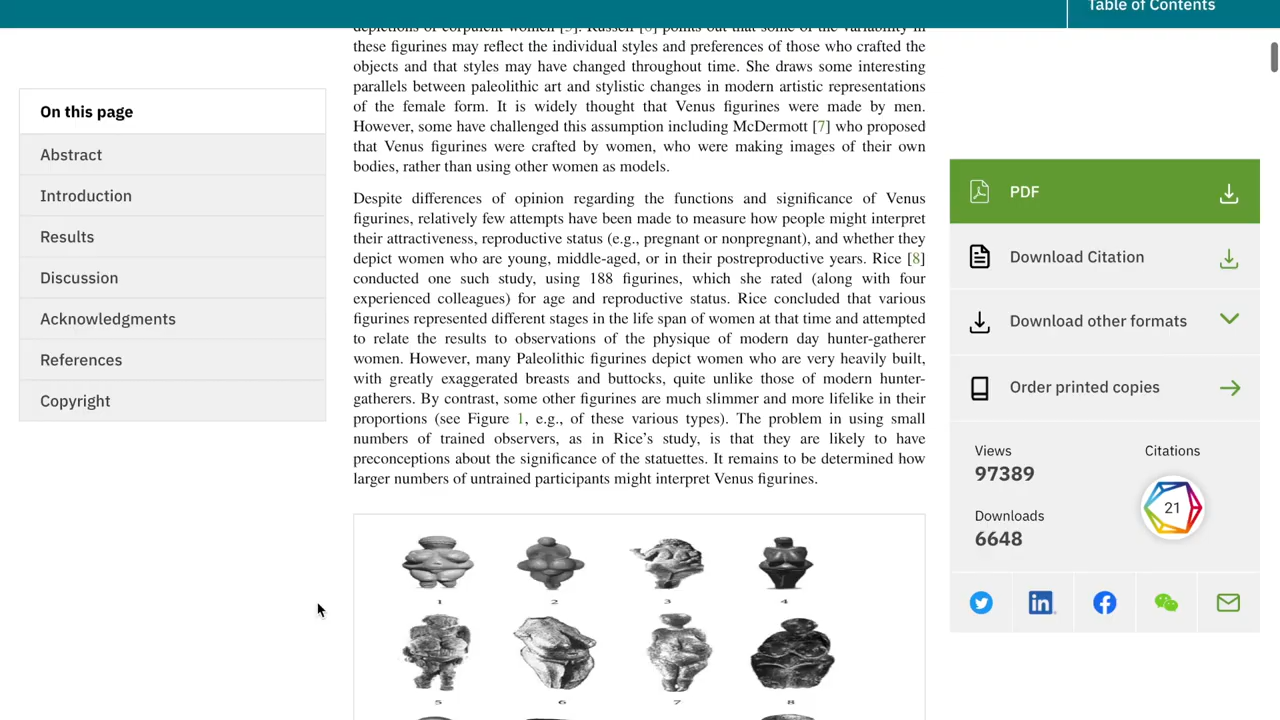 Table of Contents
depictions of corpulent women [5]. Russell [6] points out that some of the variability in
these figurines may reflect the individual styles and preferences of those who crafted the
objects and that styles may have changed throughout time. She draws some interesting
parallels between paleolithic art and stylistic changes in modern artistic representations
of the female form. It is widely thought that Venus figurines were made by men.
However, some have challenged this assumption including McDermott [7] who proposed
that Venus figurines were crafted by women, who were making images of their own
bodies, rather than using other women as models.
Despite differences of opinion regarding the functions and significance of Venus
figurines, relatively few attempts have been made to measure how people might interpret
their attractiveness, reproductive status (e.g., pregnant or nonpregnant), and whether they
depict women who are young, middle-aged, or in their postreproductive years. Rice [8]
conducted one such study, using 188 figurines, which she rated (along with four
experienced colleagues) for age and reproductive status. Rice concluded that various
figurines represented different stages in the life span of women at that time and attempted
to relate the results to observations of the physique of modern day hunter-gatherer
women. However, many Paleolithic figurines depict women who are very heavily built,
with greatly exaggerated breasts and buttocks, quite unlike those of modern hunter-
gatherers. By contrast, some other figurines are much slimmer and more lifelike in their
proportions (see Figure 1, e.g., of these various types). The problem in using small
numbers of trained observers, as in Rice's study, is that they are likely to have
preconceptions about the significance of the statuettes. It remains to be determined how
larger numbers of untrained participants might interpret Venus figurines.
1 2 3 4
5 6 7 8
On this page
Abstract
Introduction
Results
Discussion
Acknowledgments
References
Copyright
PDF
Download Citation
Download other formats
Order printed copies
Views
97389
Citations
21
Downloads
6648
in